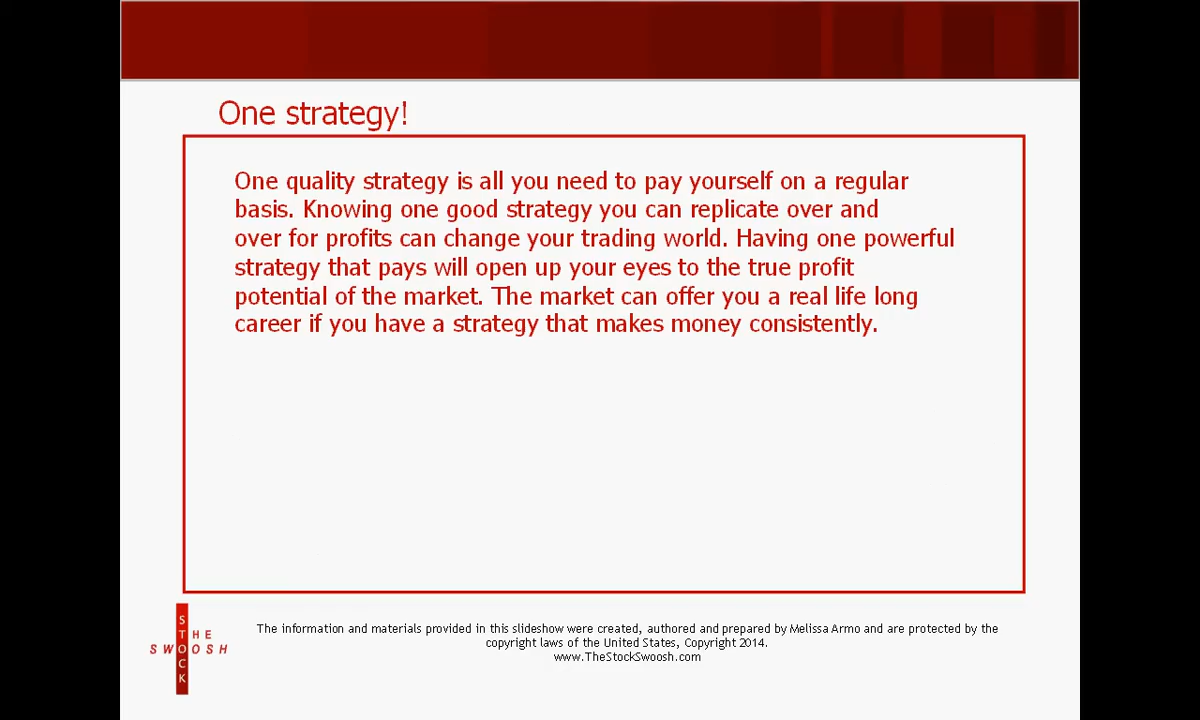 One strategy!
One quality strategy is all you need to pay yourself on a regular
basis. Knowing one good strategy you can replicate over and
over for profits can change your trading world. Having one powerful
strategy that pays will open up your eyes to the true profit
potential of the market. The market can offer you a real life long
career if you have a strategy that makes money consistently.
THE
STOCK
SWOOSH
The information and materials provided in this slideshow were created, authored and prepared by Melissa Armo and are protected by the
copyright laws of the United States, Copyright 2014.
www.TheStockSwoosh.com